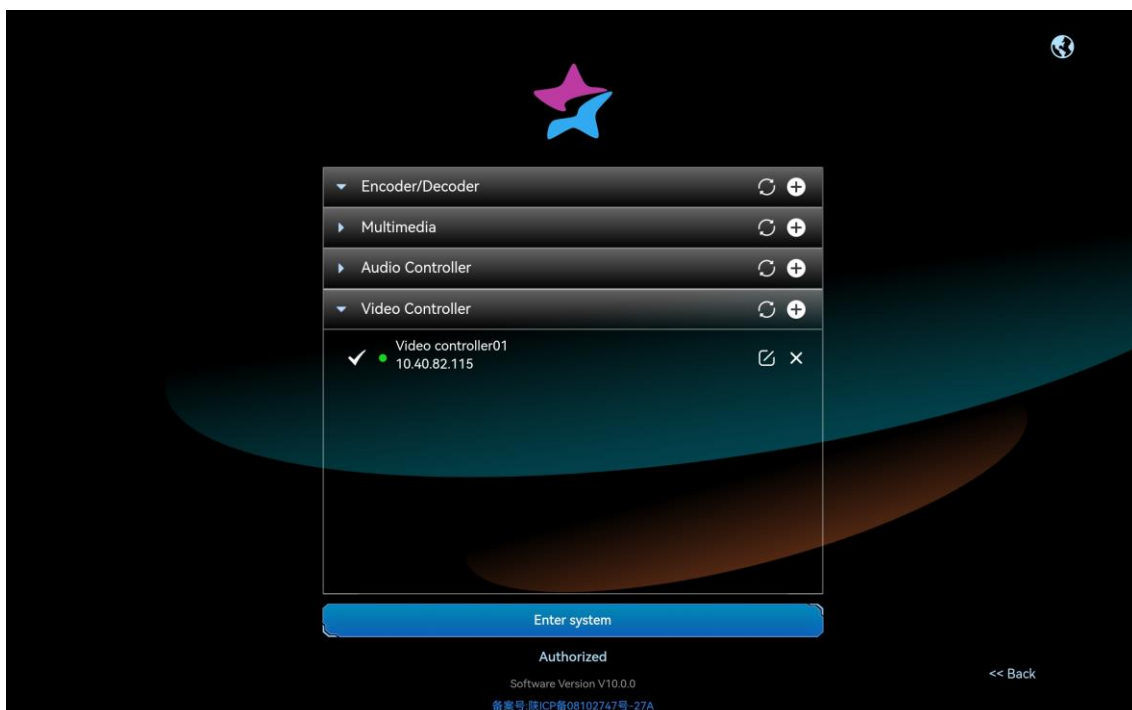 Encoder/Decoder
Multimedia
Audio Controller
Video Controller
Video controller01
10.40.82.115
Enter system
Authorized
<< Back
Software Version V10.0.0
备案号:陕ICP备08102747号-27A